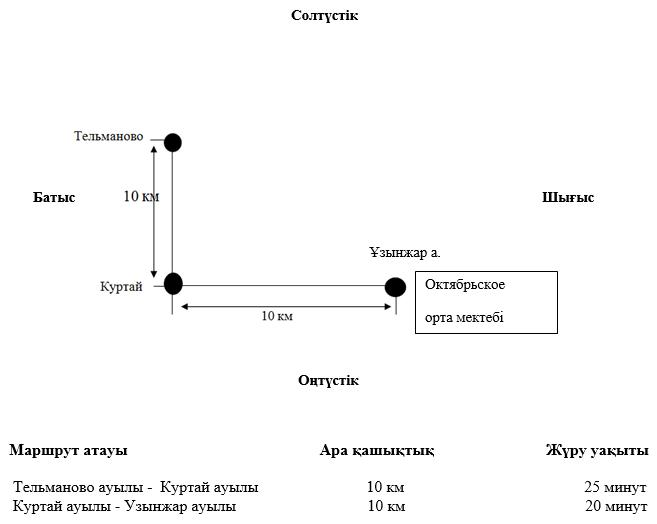 Солтүстік
Тельманово
Батыс
10 км
Шығыс
Ұзынжар а.
Куртай
Октябрьское
орта мектебі
10 км
Оңтүстік
Маршрут атауы Ара қашықтық Жүру уақыты
Тельманово ауылы - Куртай ауылы 10 км 25 минут
Куртай ауылы - Узынжар ауылы 10 км 20 минут